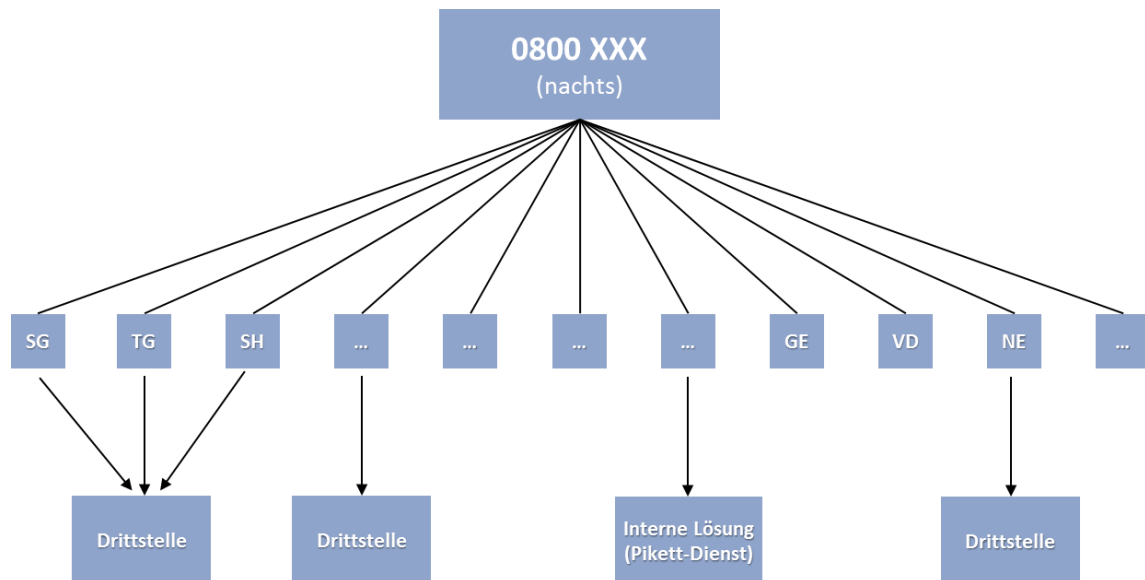 0800 XXX
(nachts)
SG
TG
SH
...
...
...
...
GE
VD
NE
...
Drittstelle
Drittstelle
Interne Lösung
(Pikett-Dienst)
Drittstelle